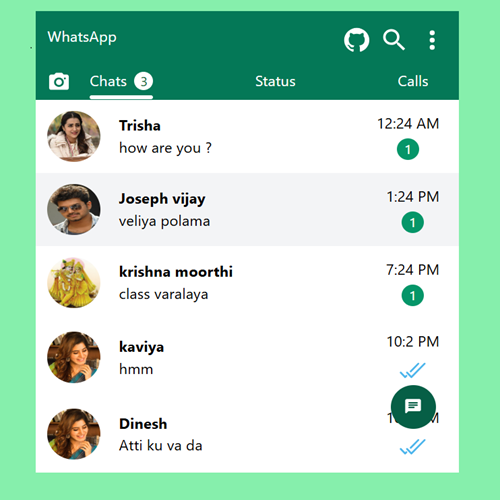 WhatsApp
Chats 3 Status Calls
Trisha 12:24 AM
how are you ? 1
Joseph vijay 1:24 PM
veliya polama 1
krishna moorthi 7:24 PM
class varalaya 1
kaviya 10:2 PM
hmm
Dinesh
Atti ku va da